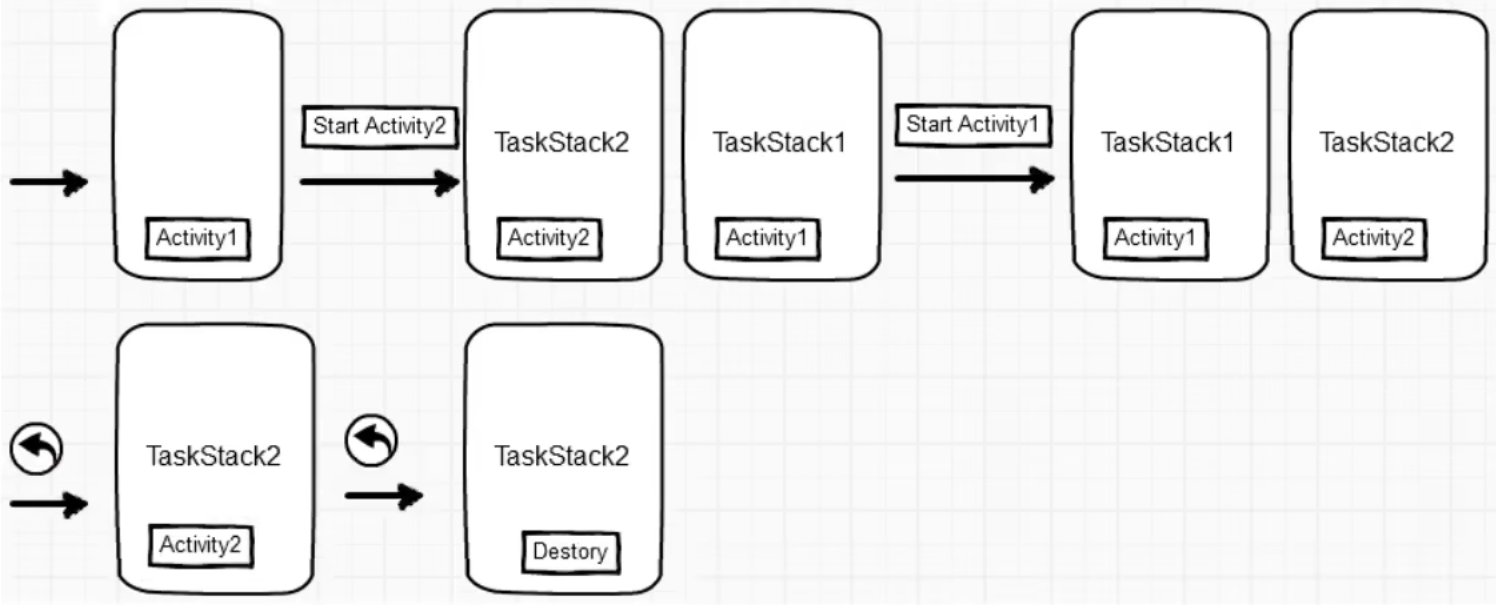 Start Activity2
Start Activity1
TaskStack2
TaskStack1
TaskStack1
TaskStack2
Activity1
Activity2
Activity1
Activity1
Activity2
TaskStack2
TaskStack2
Activity2
Destory